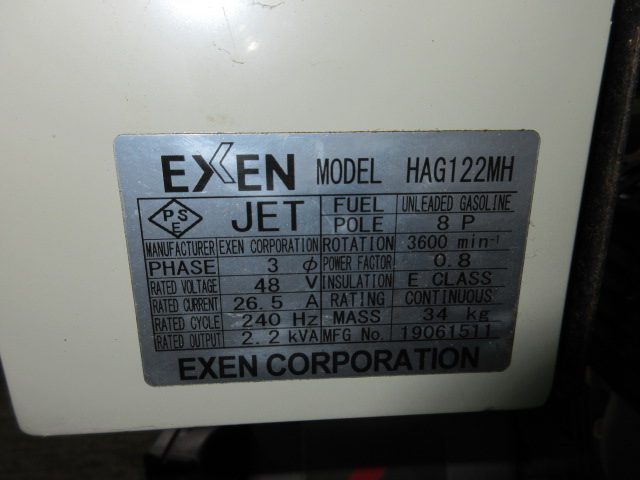 EXEN MODEL HAG122MH
PSE JET FUEL UNLEADED GASOLINE
POLE 8 P
MANUFACTURER EXEN CORPORATION ROTATION 3600 min⁻¹
PHASE 3 ϕ POWER FACTOR 0.8
RATED VOLTAGE 48 V INSULATION E CLASS
RATED CURRENT 26.5 A RATING CONTINUOUS
RATED CYCLE 240 Hz MASS 34 kg
RATED OUTPUT 2.2 kVA MFG No. 19061511
EXEN CORPORATION